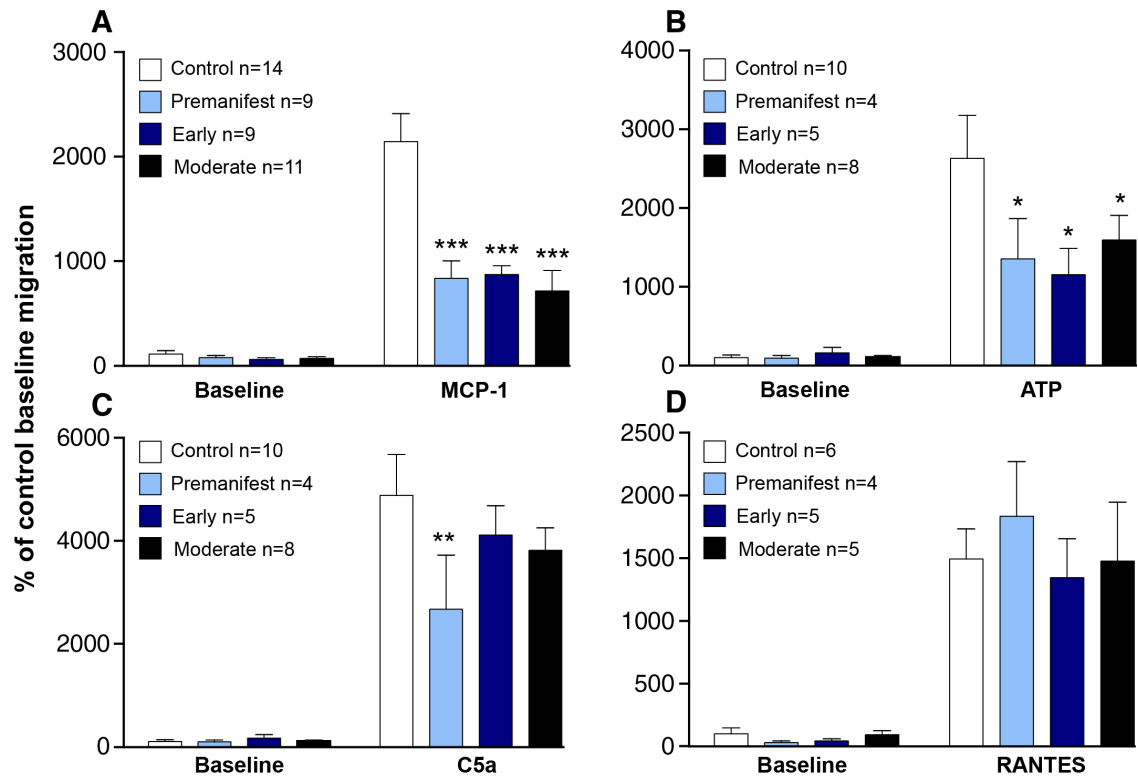 % of control baseline migration
A
3000
2000
1000
0
Control n=14
Premanifest n=9
Early n=9
Moderate n=11
***
***
***
Baseline
MCP-1
B
4000
3000
2000
1000
0
Control n=10
Premanifest n=4
Early n=5
Moderate n=8
*
*
*
Baseline
ATP
C
6000
4000
2000
0
Control n=10
Premanifest n=4
Early n=5
Moderate n=8
**
Baseline
C5a
D
2500
2000
1500
1000
500
0
Control n=6
Premanifest n=4
Early n=5
Moderate n=5
Baseline
RANTES